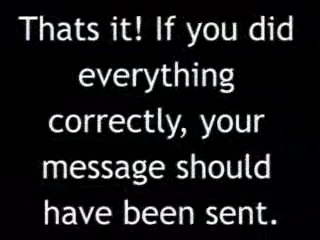 Thats it! If you did
everything
correctly, your
message should
have been sent.